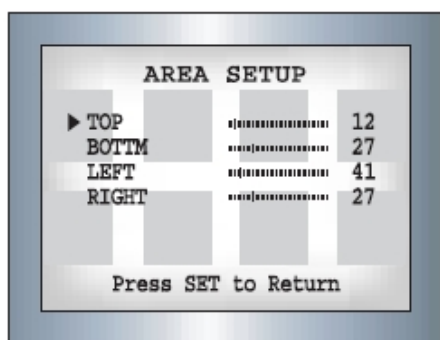 AREA SETUP
▶ TOP 12
BOTTM 27
LEFT 41
RIGHT 27
Press SET to Return